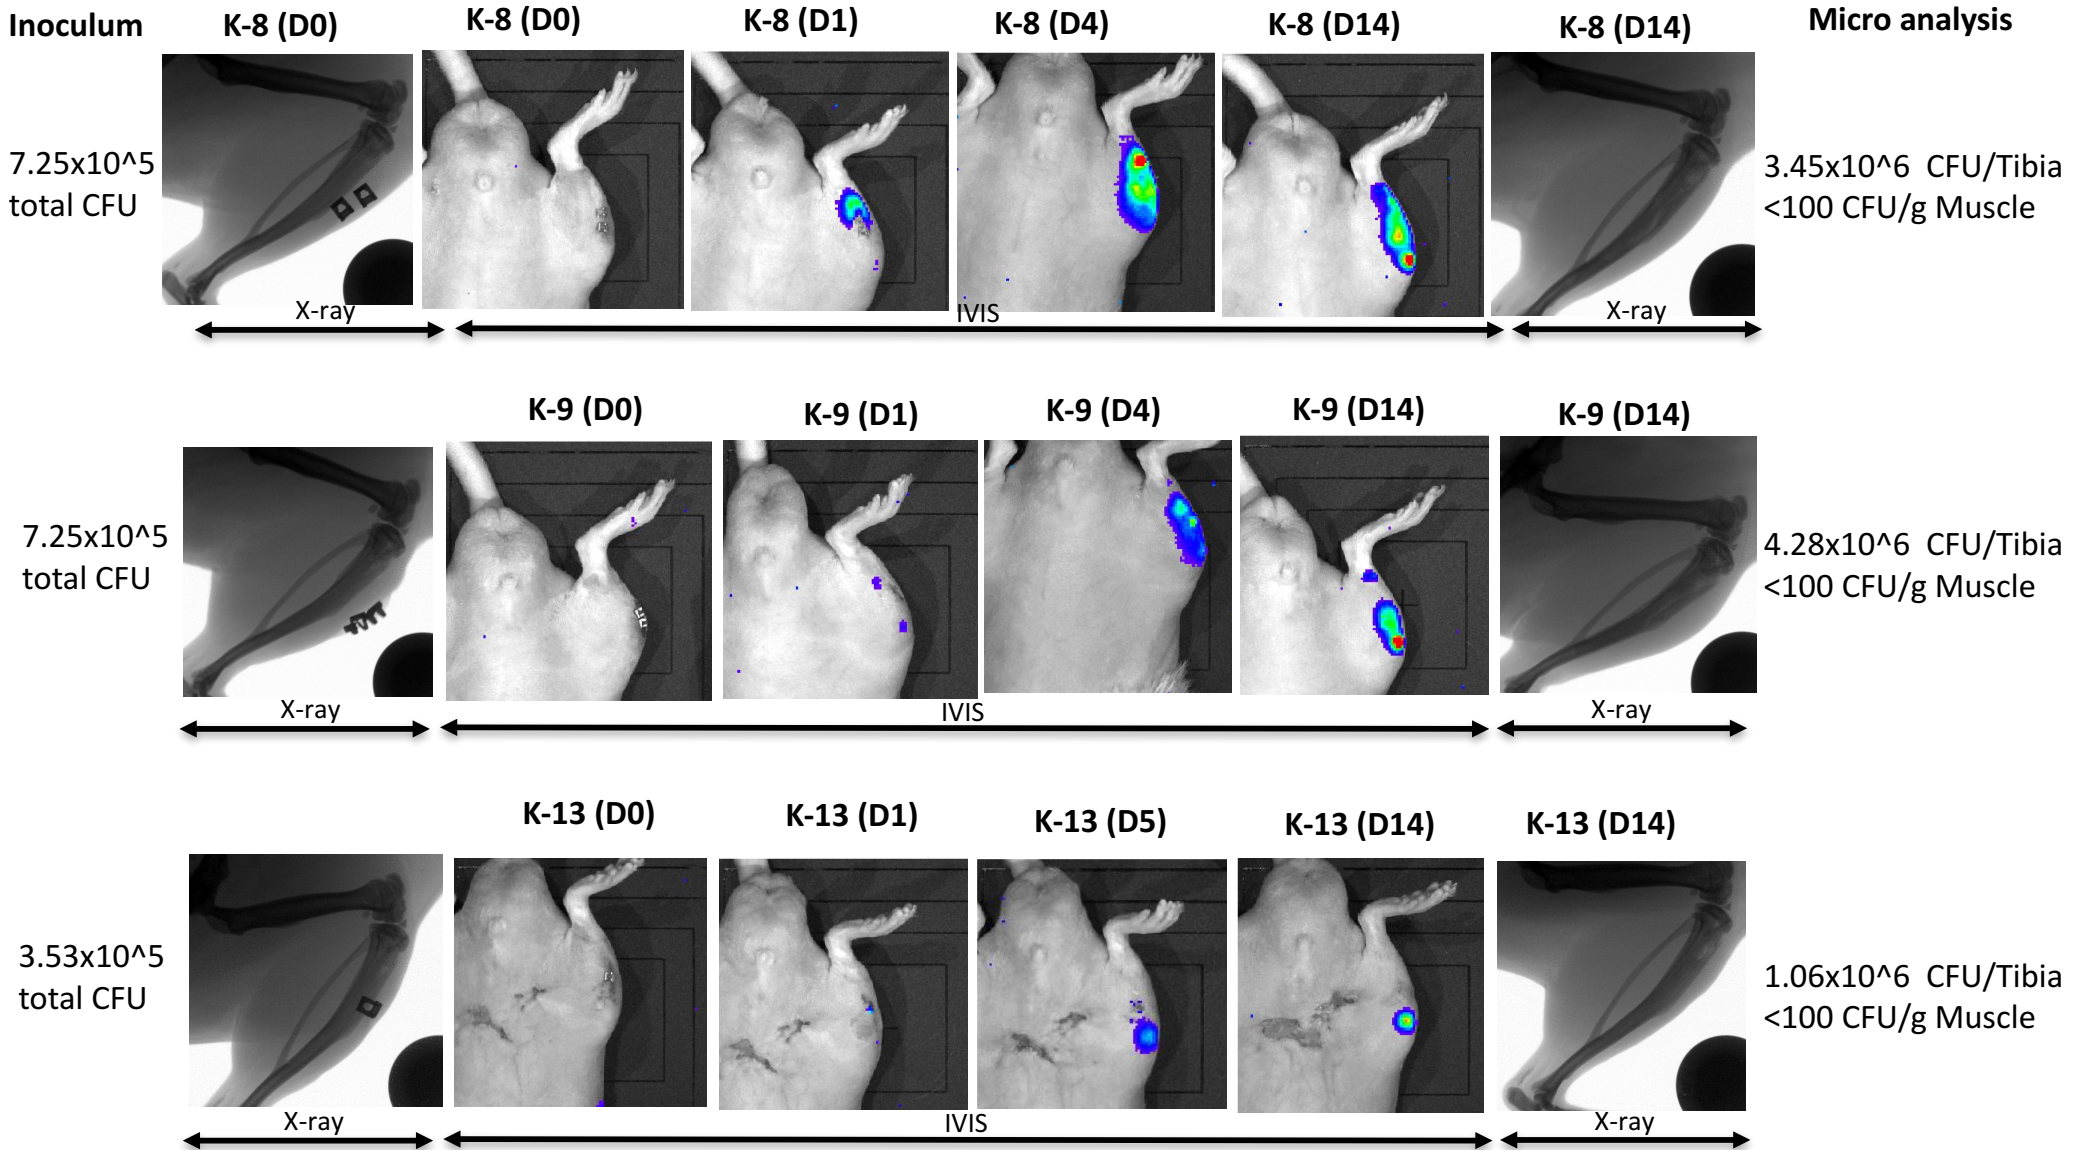 Inoculum
K-8 (D0)
K-8 (D0)
K-8 (D1)
K-8 (D4)
K-8 (D14)
K-8 (D14)
Micro analysis
7.25x10^5
total CFU
3.45x10^6 CFU/Tibia
<100 CFU/g Muscle
X-ray
IVIS
X-ray
K-9 (D0)
K-9 (D1)
K-9 (D4)
K-9 (D14)
K-9 (D14)
7.25x10^5
total CFU
4.28x10^6 CFU/Tibia
<100 CFU/g Muscle
X-ray
IVIS
X-ray
K-13 (D0)
K-13 (D1)
K-13 (D5)
K-13 (D14)
K-13 (D14)
3.53x10^5
total CFU
1.06x10^6 CFU/Tibia
<100 CFU/g Muscle
X-ray
IVIS
X-ray